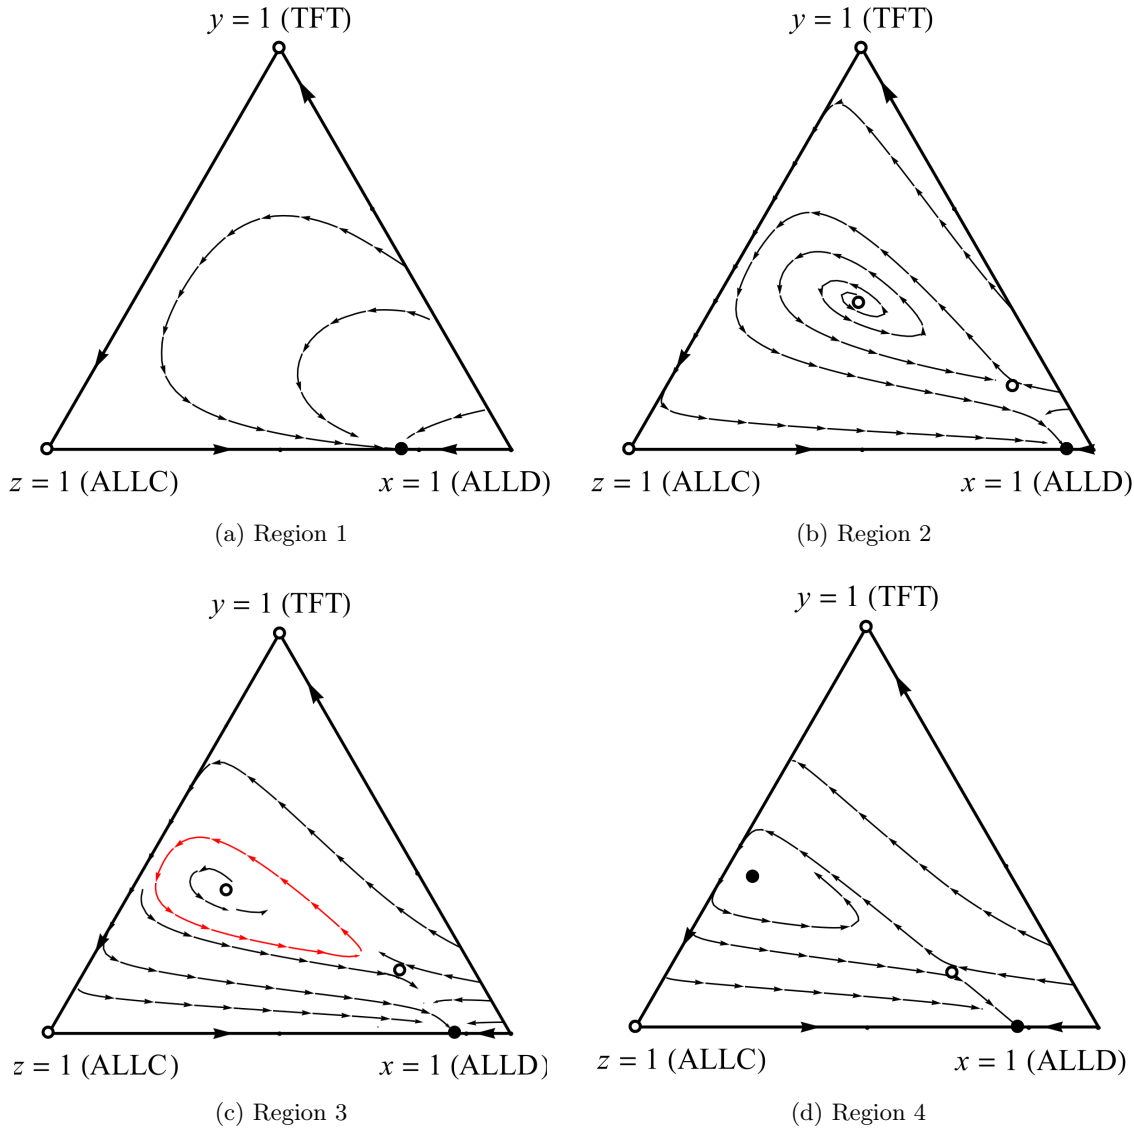 y = 1 (TFT)
y = 1 (TFT)
z = 1 (ALLC)
x = 1 (ALLD)
z = 1 (ALLC)
x = 1 (ALLD)
(a) Region 1
(b) Region 2
y = 1 (TFT)
y = 1 (TFT)
z = 1 (ALLC)
x = 1 (ALLD)
z = 1 (ALLC)
x = 1 (ALLD)
(c) Region 3
(d) Region 4